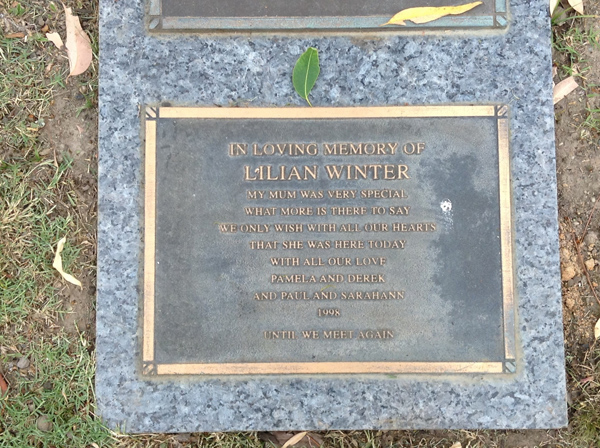 IN LOVING MEMORY OF
LILIAN WINTER
MY MUM WAS VERY SPECIAL
WHAT MORE IS THERE TO SAY
WE ONLY WISH WITH ALL OUR HEARTS
THAT SHE WAS HERE TODAY
WITH ALL OUR LOVE
PAMELA AND DEREK
AND PAUL AND SARAHANN
1998
UNTIL WE MEET AGAIN